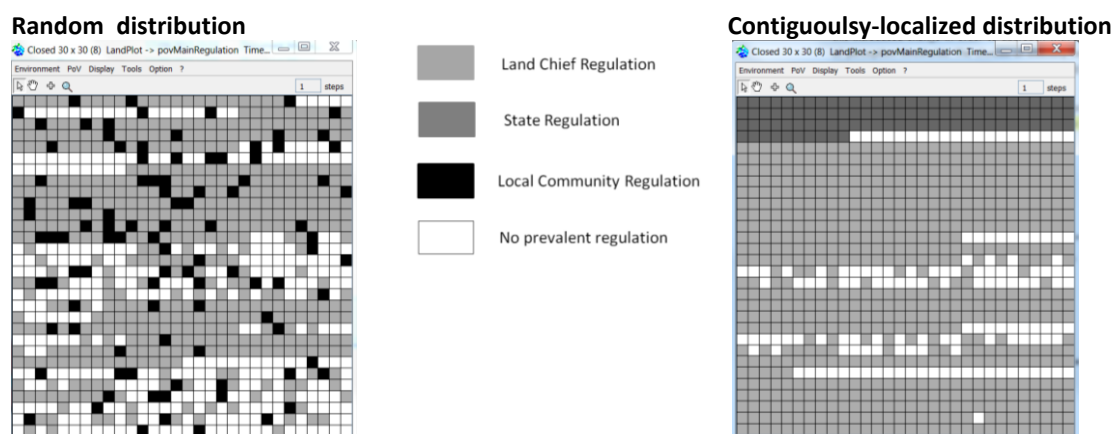 Random distribution
Closed 30 x 30 (8) LandPlot -> povMainRegulation Time...
Environment PoV Display Tools Option ?
1 steps
Land Chief Regulation
State Regulation
Local Community Regulation
No prevalent regulation
Contiguoulsy-localized distribution
Closed 30 x 30 (8) LandPlot -> povMainRegulation Time...
Environment PoV Display Tools Option ?
1 steps